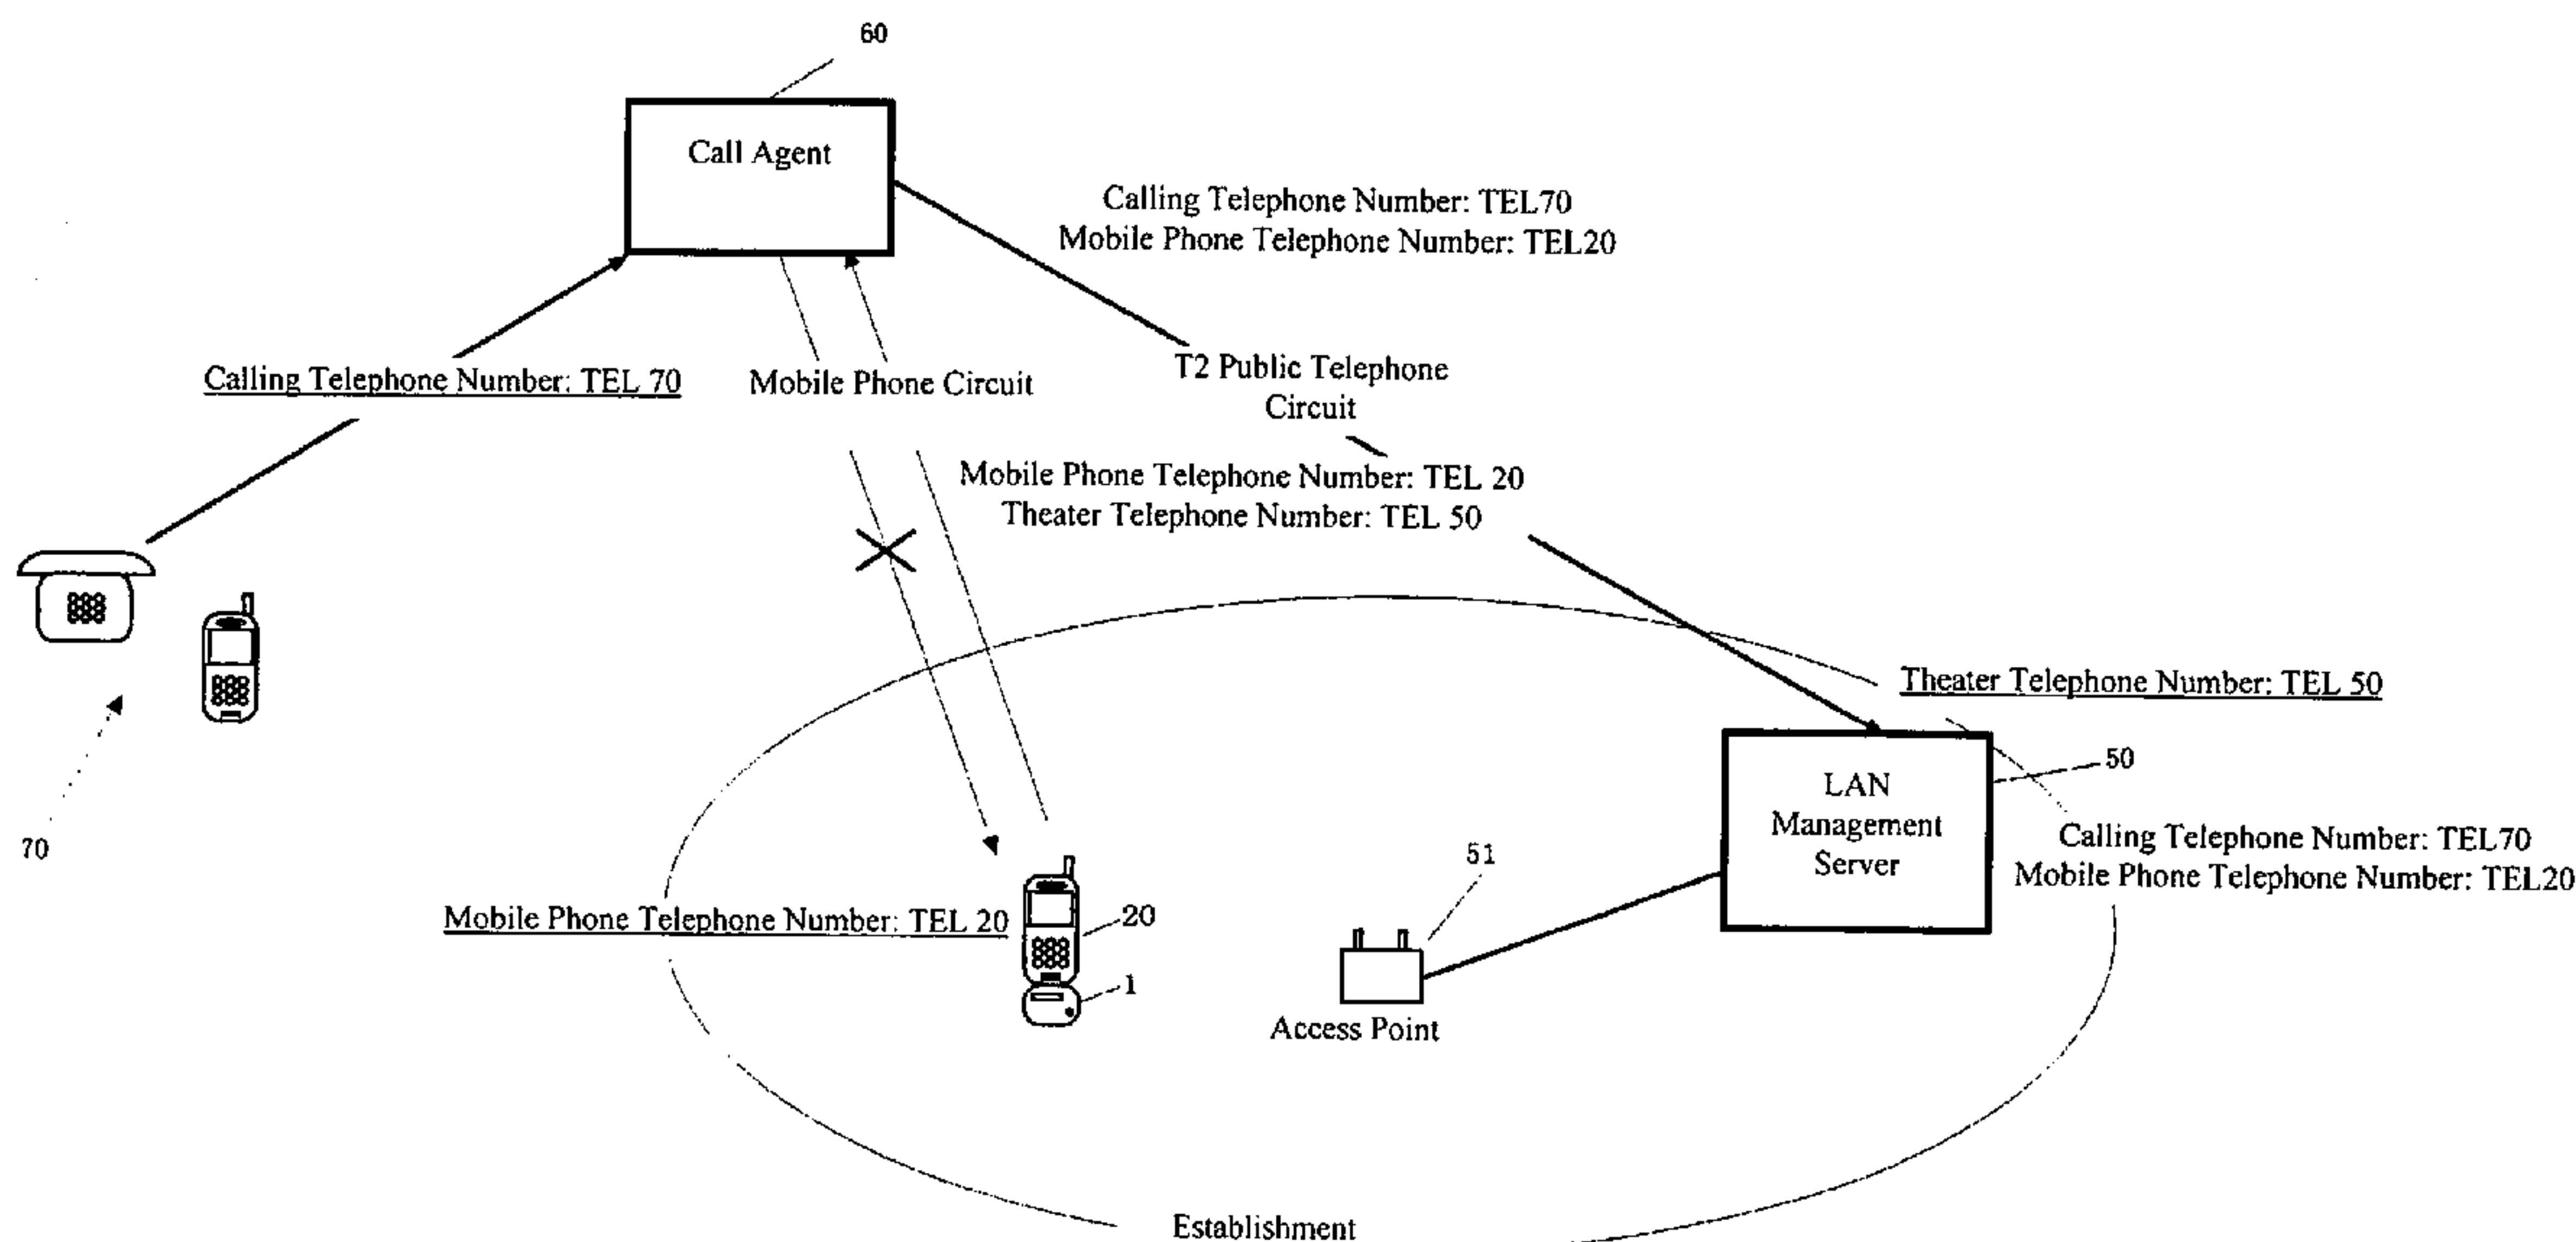 60
Call Agent
Calling Telephone Number: TEL70
Mobile Phone Telephone Number: TEL20
Calling Telephone Number: TEL 70
Mobile Phone Circuit
T2 Public Telephone
Circuit
Mobile Phone Telephone Number: TEL 20
Theater Telephone Number: TEL 50
Theater Telephone Number: TEL 50
50
LAN
Management
Server
Calling Telephone Number: TEL70
Mobile Phone Telephone Number: TEL20
70
51
Mobile Phone Telephone Number: TEL 20
20
1
Access Point
Establishment